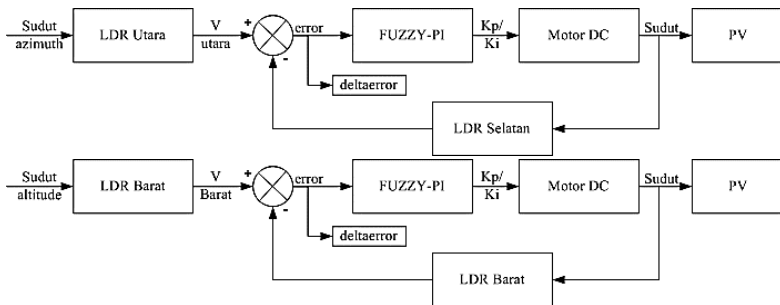 Sudut
azimuth
LDR Utara
V
utara
+
-
error
deltaerror
FUZZY-PI
Kp/
Ki
Motor DC
Sudut
PV
LDR Selatan
Sudut
altitude
LDR Barat
V
Barat
+
-
error
deltaerror
FUZZY-PI
Kp/
Ki
Motor DC
Sudut
PV
LDR Barat